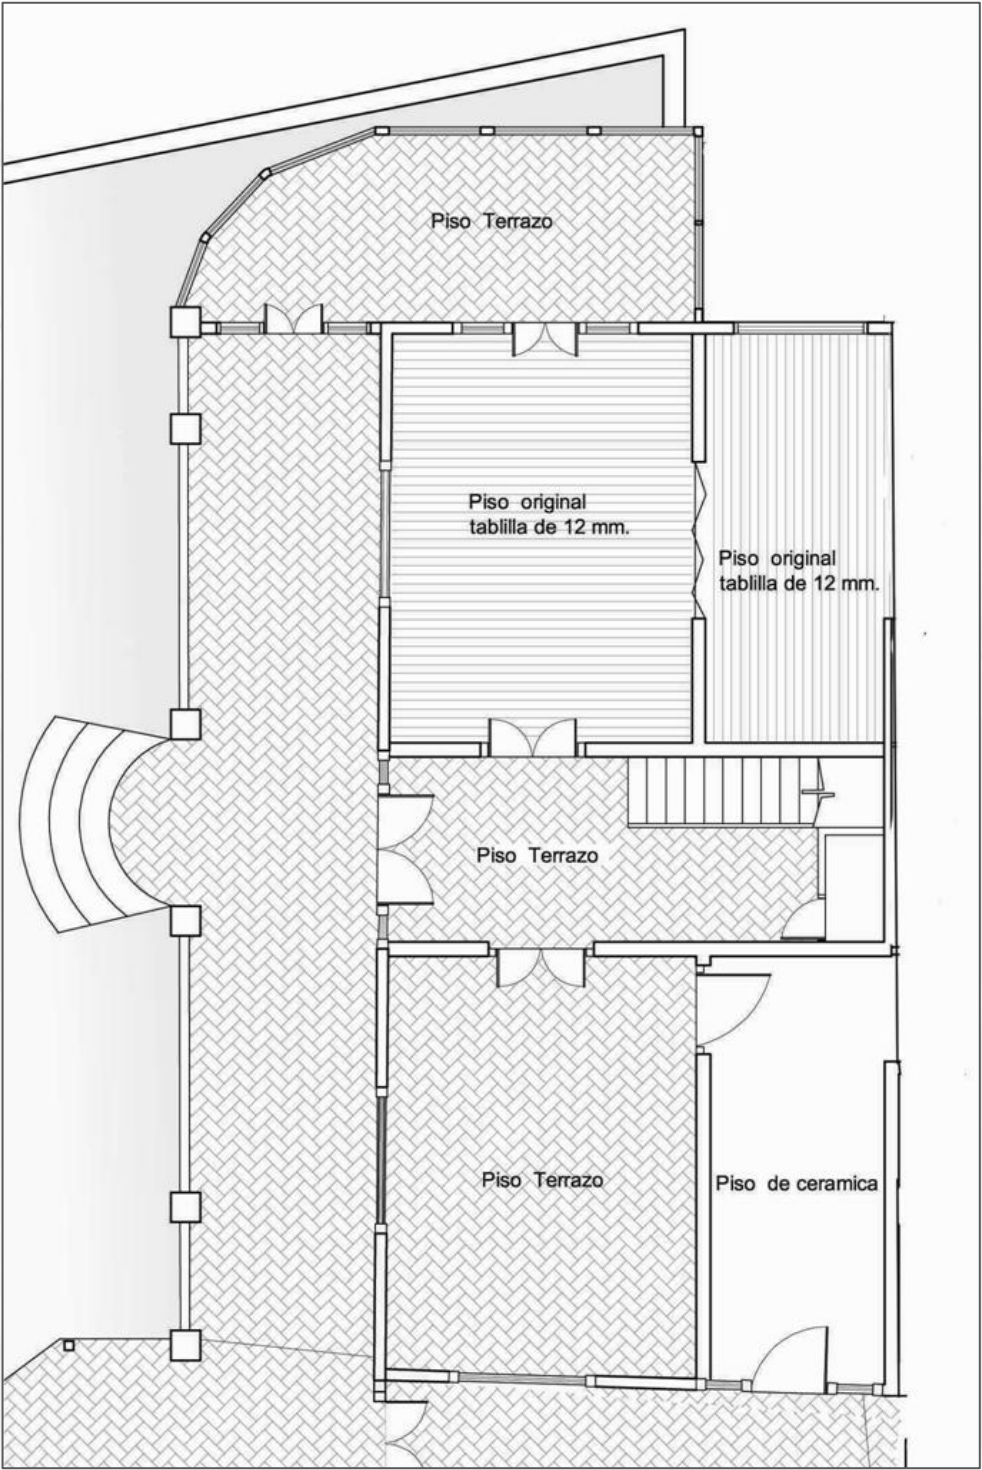 Piso Terrazo
Piso original
tablilla de 12 mm.
Piso original
tablilla de 12 mm.
Piso Terrazo
Piso Terrazo
Piso de ceramica